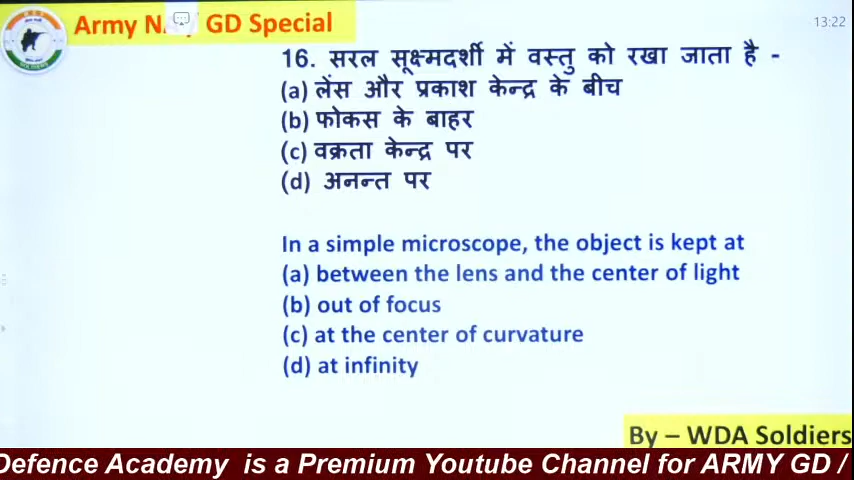 Army N GD Special
13:22
16. सरल सूक्ष्मदर्शी में वस्तु को रखा जाता है -
(a) लेंस और प्रकाश केन्द्र के बीच
(b) फोकस के बाहर
(c) वक्रता केन्द्र पर
(d) अनन्त पर
In a simple microscope, the object is kept at
(a) between the lens and the center of light
(b) out of focus
(c) at the center of curvature
(d) at infinity
By – WDA Soldiers
Defence Academy is a Premium Youtube Channel for ARMY GD /